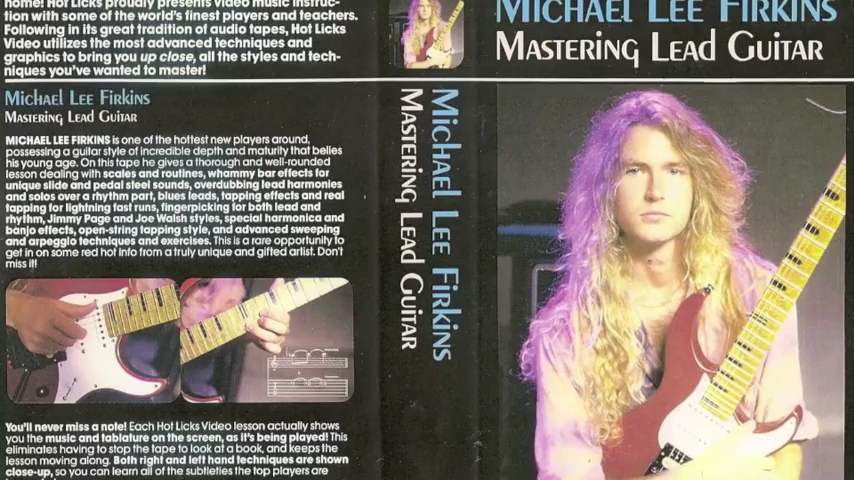 home! Hot Licks proudly presents video music instruc-
tion with some of the world's finest players and teachers.
Following in its great tradition of audio tapes, Hot Licks
Video utilizes the most advanced techniques and
graphics to bring you up close, all the styles and tech-
niques you've wanted to master!
Michael Lee Firkins
Mastering Lead Guitar
MICHAEL LEE FIRKINS is one of the hottest new players around,
possessing a guitar style of incredible depth and maturity that belies
his young age. On this tape he gives a thorough and well-rounded
lesson dealing with scales and routines, whammy bar effects for
unique slide and pedal steel sounds, overdubbing lead harmonies
and solos over a rhythm part, blues leads, tapping effects and real
tapping for lightning fast runs, fingerpicking for both lead and
rhythm, Jimmy Page and Joe Walsh styles, special harmonica and
banjo effects, open-string tapping style, and advanced sweeping
and arpeggio techniques and exercises. This is a rare opportunity to
get in on some red hot info from a truly unique and gifted artist. Don't
miss it!
You'll never miss a note! Each Hot Licks Video lesson actually shows
you the music and tablature on the screen, as it's being played! This
eliminates having to stop the tape to look at a book, and keeps the
lesson moving along. Both right and left hand techniques are shown
close-up, so you can learn all of the subtleties the top players are
Michael Lee Firkins
Mastering Lead Guitar
Michael Lee Firkins
Mastering Lead Guitar